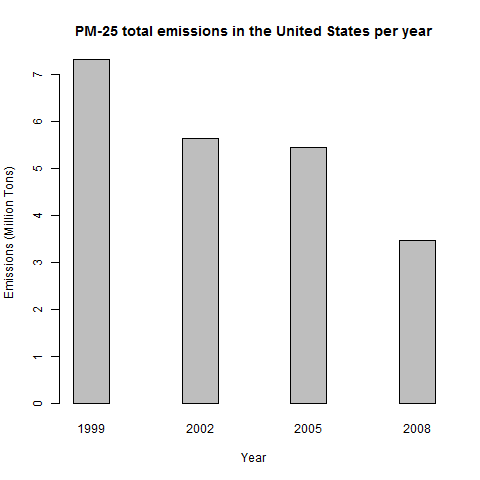 PM-25 total emissions in the United States per year
Emissions (Million Tons)
7
6
5
4
3
2
1
0
1999 2002 2005 2008
Year